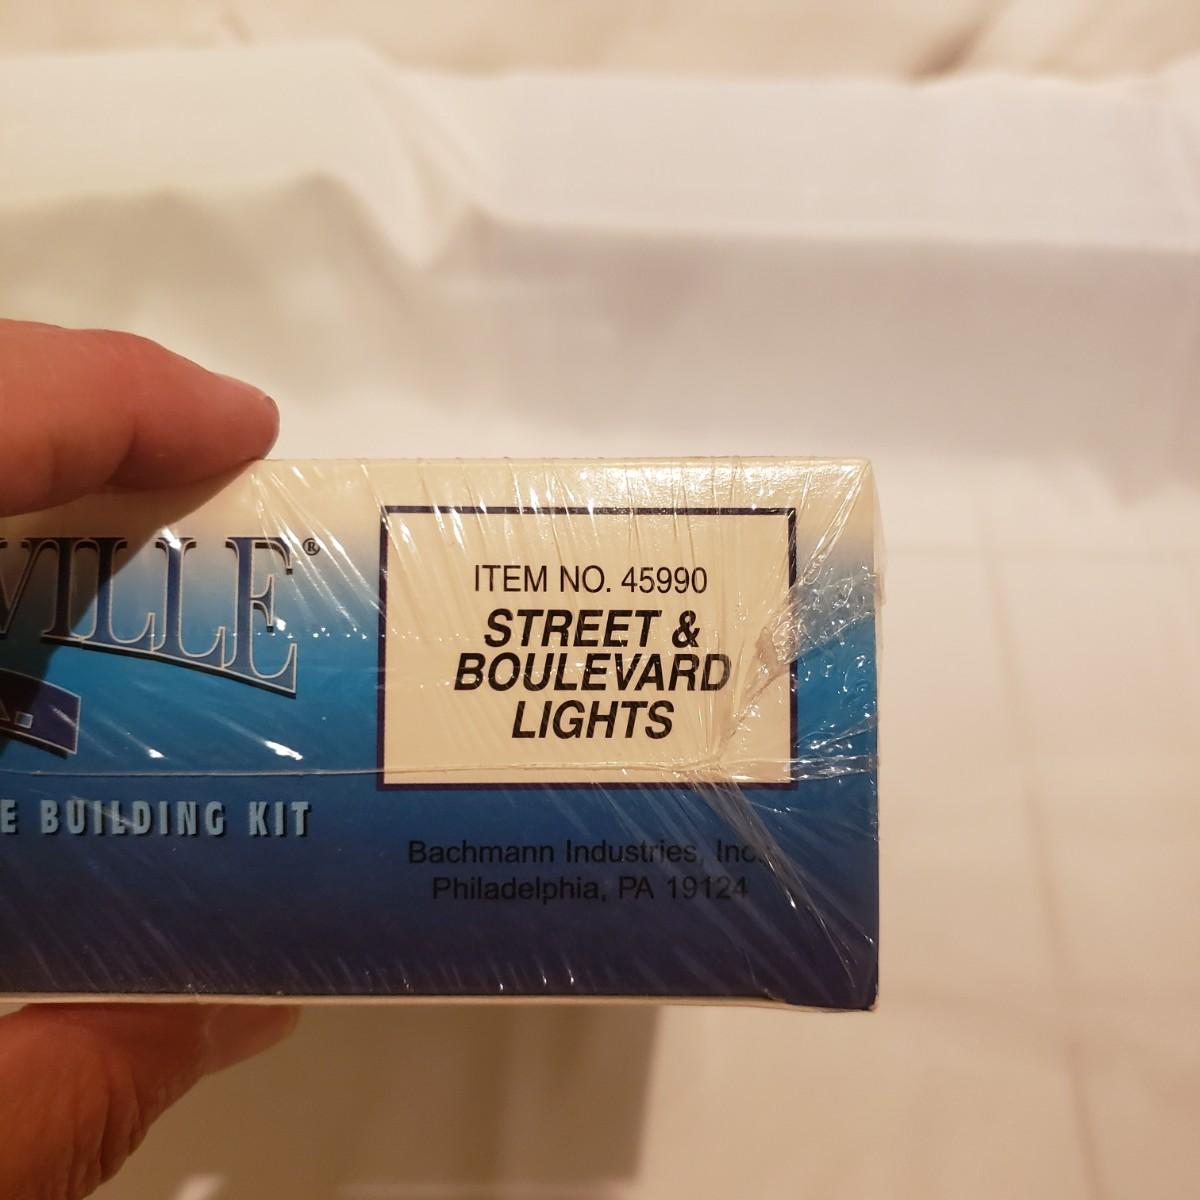 VILLE®
E BUILDING KIT
ITEM NO. 45990
STREET &
BOULEVARD
LIGHTS
Bachmann Industries, Inc.
Philadelphia, PA 19124